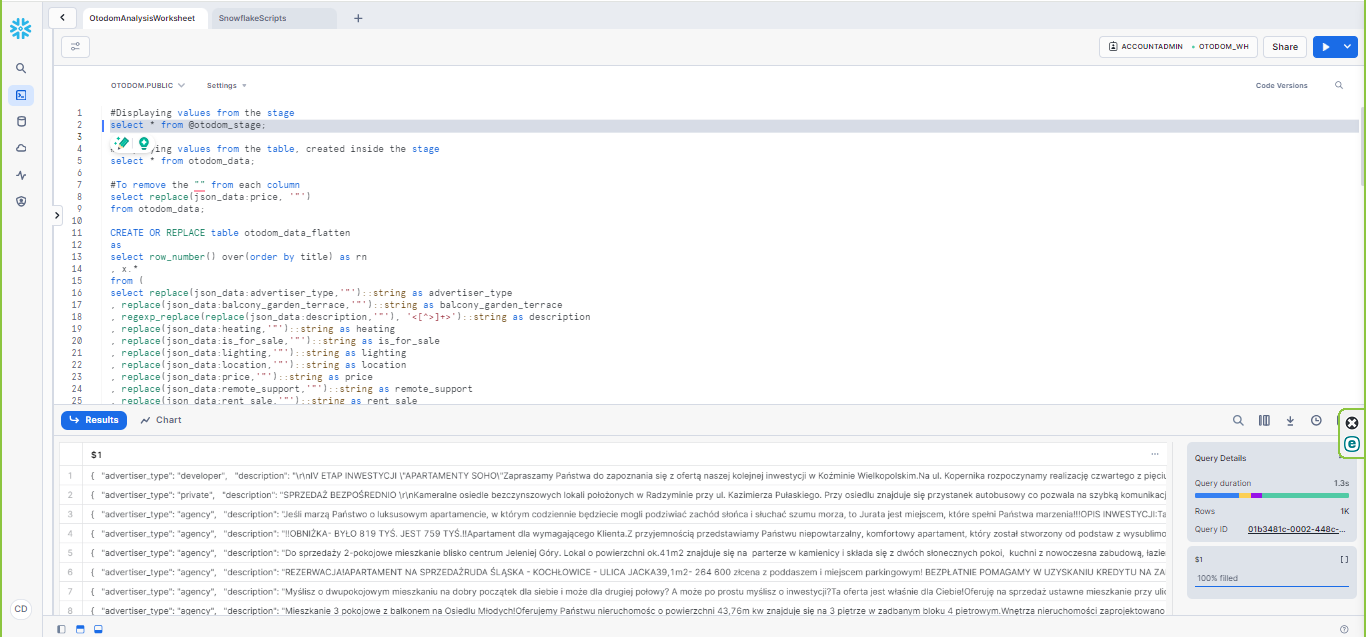 OtodomAnalysisWorksheet
SnowflakeScripts
ACCOUNTADMIN
OTODOM_WH
Share
OTODOM.PUBLIC
Settings
Code Versions
1 #Displaying values from the stage
2 select * from @otodom_stage;
3
4 values from the table, created inside the stage
5 select * from otodom_data;
6
7 #To remove the "" from each column
8 select replace(json_data:price, '"')
9 from otodom_data;
10
11 CREATE OR REPLACE table otodom_data_flatten
12 as
13 select row_number() over(order by title) as rn
14 , x.*
15 from (
16 select replace(json_data:advertiser_type,'"')::string as advertiser_type
17 , replace(json_data:balcony_garden_terrace,'"')::string as balcony_garden_terrace
18 , regexp_replace(replace(json_data:description,'"'), '<[^>]+>')::string as description
19 , replace(json_data:heating,'"')::string as heating
20 , replace(json_data:is_for_sale,'"')::string as is_for_sale
21 , replace(json_data:lighting,'"')::string as lighting
22 , replace(json_data:location,'"')::string as location
23 , replace(json_data:price,'"')::string as price
24 , replace(json_data:remote_support,'"')::string as remote_support
25 , replace(json_data:rent_sale,'"')::string as rent_sale
Results
Chart
$1
1 { "advertiser_type": "developer", "description": "\r\nIV ETAP INWESTYCJI \"APARTAMENTY SOHO\"Zapraszamy Państwa do zapoznania się z ofertą naszej kolejnej inwestycji w Koźminie Wielkopolskim.Na ul. Kopernika rozpoczynamy realizację czwartego z pięciu
2 { "advertiser_type": "private", "description": "SPRZEDAŻ BEZPOŚREDNIO \r\nKameralne osiedle bezczynszowych lokali położonych w Radzyminie przy ul. Kazimierza Pułaskiego. Przy osiedlu znajduje się przystanek autobusowy co pozwala na szybką komunikacj
3 { "advertiser_type": "agency", "description": "Jeśli marzą Państwo o luksusowym apartamencie, w którym codziennie będziecie mogli podziwiać zachód słońca i słuchać szumu morza, to Jurata jest miejscem, które spełni Państwa marzenia!!!OPIS INWESTYCJI:Ta
4 { "advertiser_type": "agency", "description": "!!OBNIŻKA- BYŁO 819 TYŚ. JEST 759 TYŚ.!!Apartament dla wymagającego Klienta.Z przyjemnością przedstawiamy Państwu niepowtarzalny, komfortowy apartament, który został stworzony od podstaw z wysublimo
5 { "advertiser_type": "agency", "description": "Do sprzedaży 2-pokojowe mieszkanie blisko centrum Jeleniej Góry. Lokal o powierzchni ok.41m2 znajduje się na parterze w kamienicy i składa się z dwóch słonecznych pokoi, kuchni z nowoczesna zabudową, łazie
6 { "advertiser_type": "agency", "description": "REZERWACJA!APARTAMENT NA SPRZEDAŻRUDA ŚLĄSKA - KOCHŁOWICE - ULICA JACKA39,1m2- 264 600 złcena z poddaszem i miejscem parkingowym! BEZPŁATNIE POMAGAMY W UZYSKANIU KREDYTU NA ZA
7 { "advertiser_type": "agency", "description": "Myślisz o dwupokojowym mieszkaniu na dobry początek dla siebie i może dla drugiej połowy? A może po prostu myślisz o inwestycji?Ta oferta jest właśnie dla Ciebie!Oferuję na sprzedaż ustawne mieszkanie przy ulic
8 { "advertiser_type": "agency", "description": "Mieszkanie 3 pokojowe z balkonem na Osiedlu Młodych!Oferujemy Państwu nieruchomośc o powierzchni 43,76m kw znajduje się na 3 piętrze w zadbanym bloku 4 pietrowym.Wnętrza nieruchomości zaprojektowano
Query Details
Query duration 1.3s
Rows 1K
Query ID 01b3481c-0002-448c-...
$1
100% filled
CD